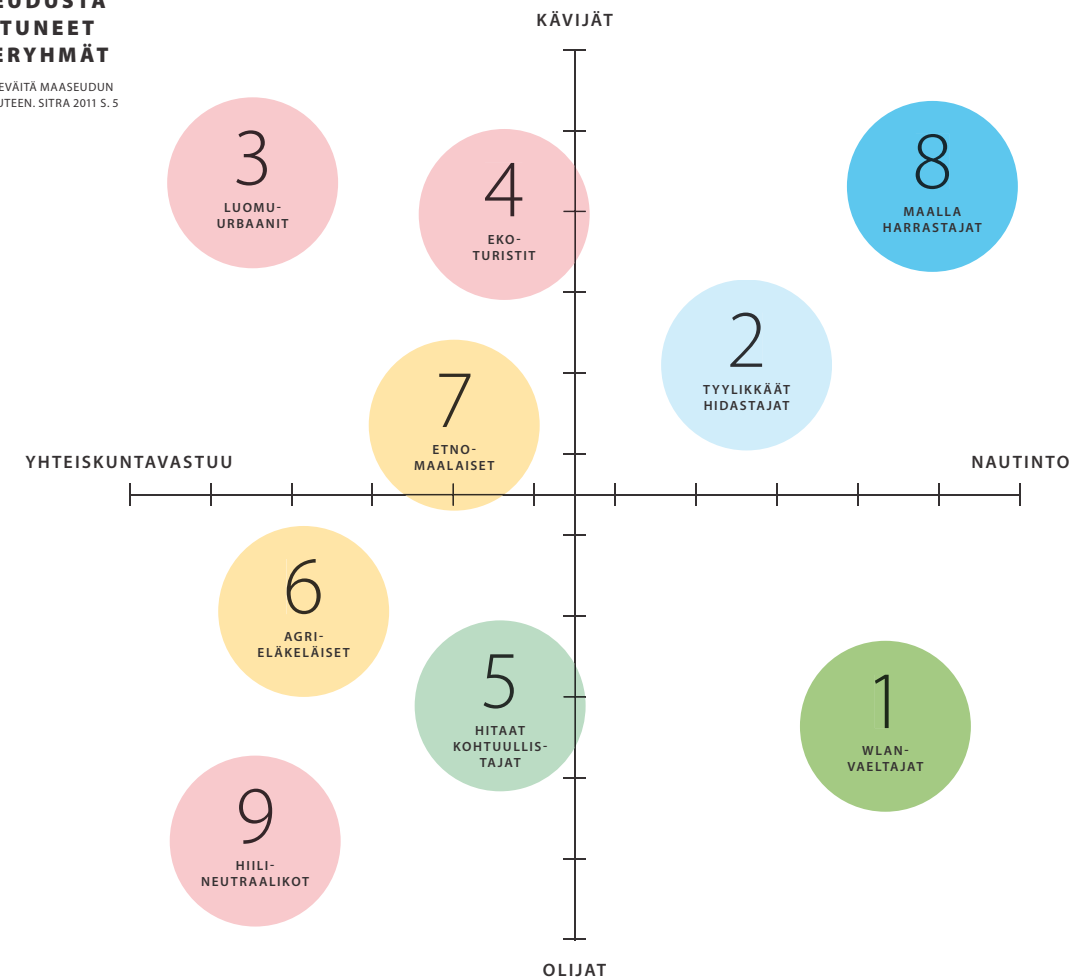 EUDUSTA
TUNEET
ERYHMÄT
EVÄITÄ MAASEUDUN
UTEEN. SITRA 2011 S. 5
KÄVIJÄT
3
LUOMU-
URBAANIT
4
EKO-
TURISTIT
8
MAALLA
HARRASTAJAT
2
TYYLIKKÄÄT
HIDASTAJAT
7
ETNO-
MAALAISET
YHTEISKUNTAVASTUU
NAUTINTO
6
AGRI-
ELÄKELÄISET
5
HITAAT
KOHTUULLIS-
TAJAT
1
WLAN-
VAELTAJAT
9
HIILI-
NEUTRAALIKOT
OLIJAT